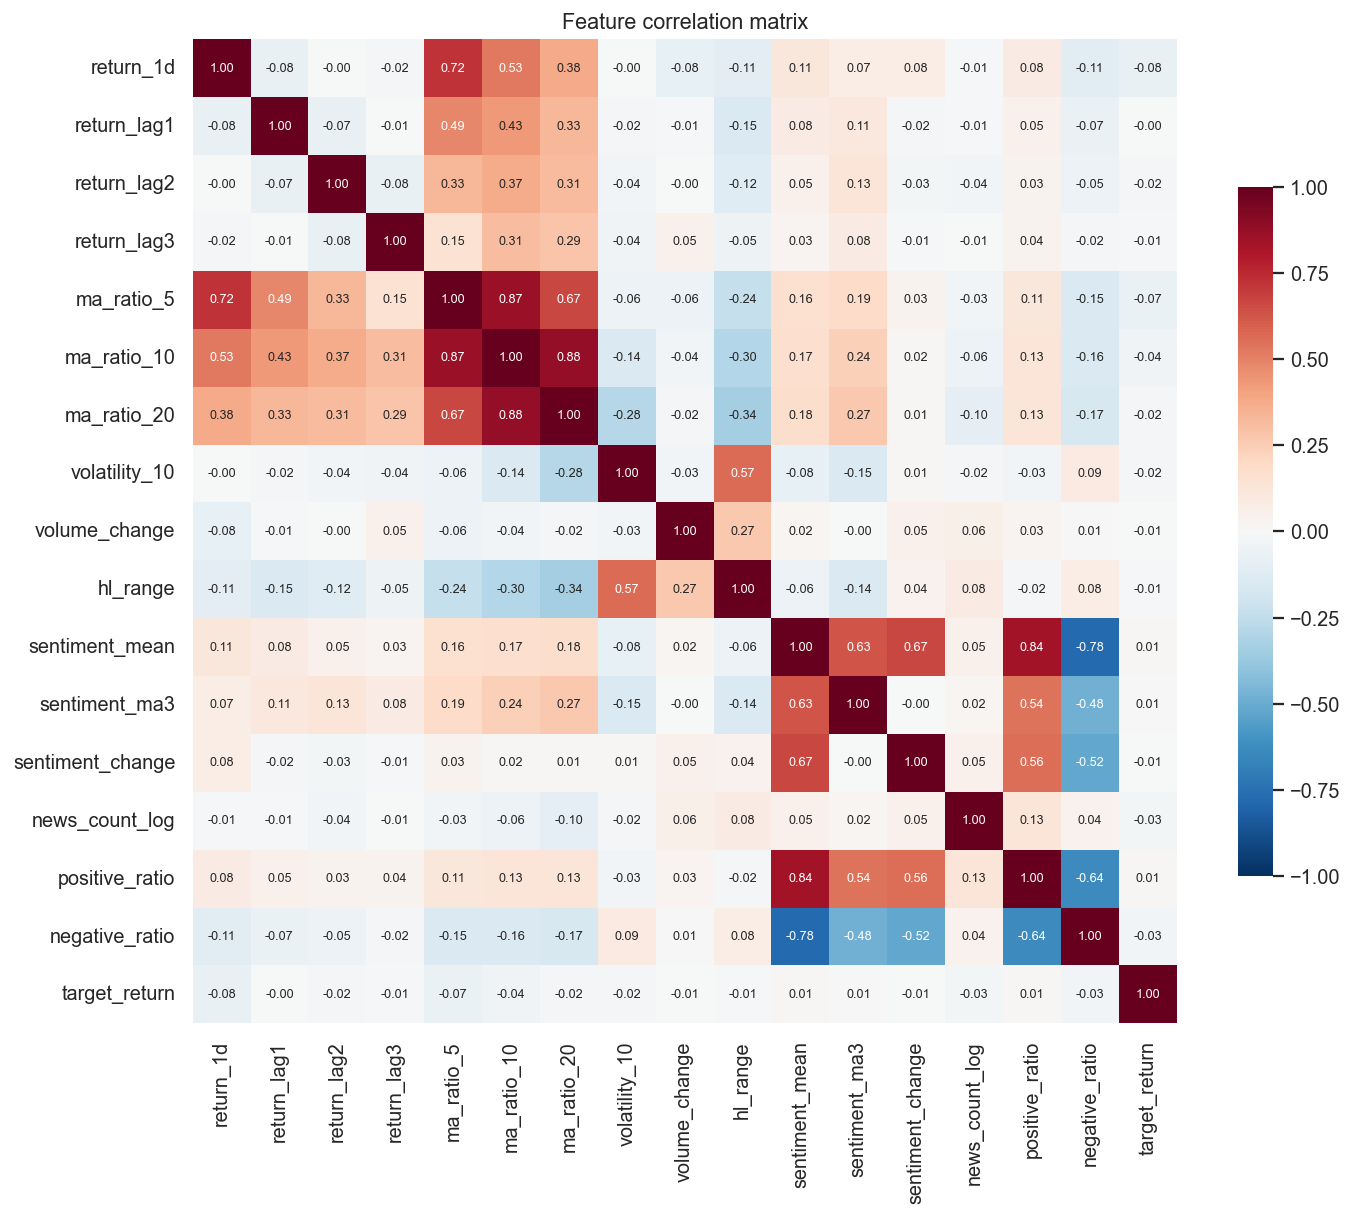 Feature correlation matrix
return_1d 1.00 -0.08 -0.00 -0.02 0.72 0.53 0.38 -0.00 -0.08 -0.11 0.11 0.07 0.08 -0.01 0.08 -0.11 -0.08
return_lag1 -0.08 1.00 -0.07 -0.01 0.49 0.43 0.33 -0.02 -0.01 -0.15 0.08 0.11 -0.02 -0.01 0.05 -0.07 -0.00
return_lag2 -0.00 -0.07 1.00 -0.08 0.33 0.37 0.31 -0.04 -0.00 -0.12 0.05 0.13 -0.03 -0.04 0.03 -0.05 -0.02
return_lag3 -0.02 -0.01 -0.08 1.00 0.15 0.31 0.29 -0.04 0.05 -0.05 0.03 0.08 -0.01 -0.01 0.04 -0.02 -0.01
ma_ratio_5 0.72 0.49 0.33 0.15 1.00 0.87 0.67 -0.06 -0.06 -0.24 0.16 0.19 0.03 -0.03 0.11 -0.15 -0.07
ma_ratio_10 0.53 0.43 0.37 0.31 0.87 1.00 0.88 -0.14 -0.04 -0.30 0.17 0.24 0.02 -0.06 0.13 -0.16 -0.04
ma_ratio_20 0.38 0.33 0.31 0.29 0.67 0.88 1.00 -0.28 -0.02 -0.34 0.18 0.27 0.01 -0.10 0.13 -0.17 -0.02
volatility_10 -0.00 -0.02 -0.04 -0.04 -0.06 -0.14 -0.28 1.00 -0.03 0.57 -0.08 -0.15 0.01 -0.02 -0.03 0.09 -0.02
volume_change -0.08 -0.01 -0.00 0.05 -0.06 -0.04 -0.02 -0.03 1.00 0.27 0.02 -0.00 0.05 0.06 0.03 0.01 -0.01
hl_range -0.11 -0.15 -0.12 -0.05 -0.24 -0.30 -0.34 0.57 0.27 1.00 -0.06 -0.14 0.04 0.08 -0.02 0.08 -0.01
sentiment_mean 0.11 0.08 0.05 0.03 0.16 0.17 0.18 -0.08 0.02 -0.06 1.00 0.63 0.67 0.05 0.84 -0.78 0.01
sentiment_ma3 0.07 0.11 0.13 0.08 0.19 0.24 0.27 -0.15 -0.00 -0.14 0.63 1.00 -0.00 0.02 0.54 -0.48 0.01
sentiment_change 0.08 -0.02 -0.03 -0.01 0.03 0.02 0.01 0.01 0.05 0.04 0.67 -0.00 1.00 0.05 0.56 -0.52 -0.01
news_count_log -0.01 -0.01 -0.04 -0.01 -0.03 -0.06 -0.10 -0.02 0.06 0.08 0.05 0.02 0.05 1.00 0.13 0.04 -0.03
positive_ratio 0.08 0.05 0.03 0.04 0.11 0.13 0.13 -0.03 0.03 -0.02 0.84 0.54 0.56 0.13 1.00 -0.64 0.01
negative_ratio -0.11 -0.07 -0.05 -0.02 -0.15 -0.16 -0.17 0.09 0.01 0.08 -0.78 -0.48 -0.52 0.04 -0.64 1.00 -0.03
target_return -0.08 -0.00 -0.02 -0.01 -0.07 -0.04 -0.02 -0.02 -0.01 -0.01 0.01 0.01 -0.01 -0.03 0.01 -0.03 1.00
return_1d
return_lag1
return_lag2
return_lag3
ma_ratio_5
ma_ratio_10
ma_ratio_20
volatility_10
volume_change
hl_range
sentiment_mean
sentiment_ma3
sentiment_change
news_count_log
positive_ratio
negative_ratio
target_return
1.00
0.75
0.50
0.25
0.00
−0.25
−0.50
−0.75
−1.00